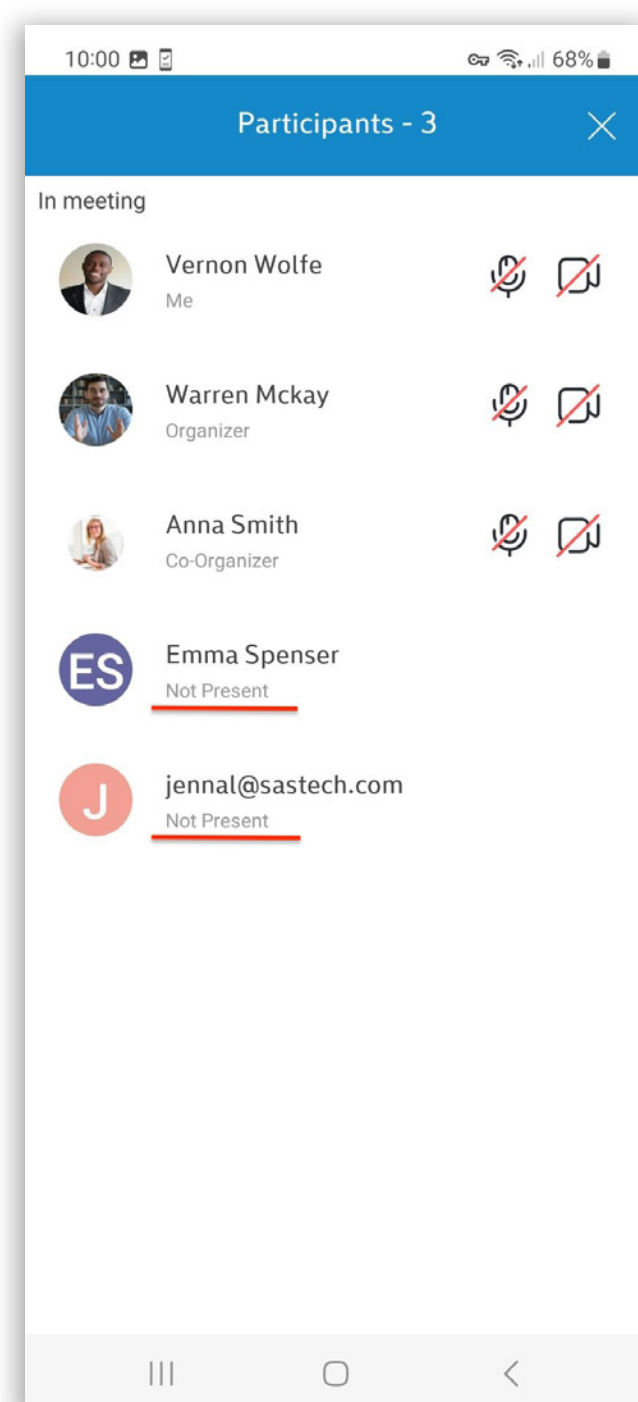 10:00 68%
Participants - 3
In meeting
Vernon Wolfe
Me
Warren Mckay
Organizer
Anna Smith
Co-Organizer
ES
Emma Spenser
Not Present
J
jennal@sastech.com
Not Present